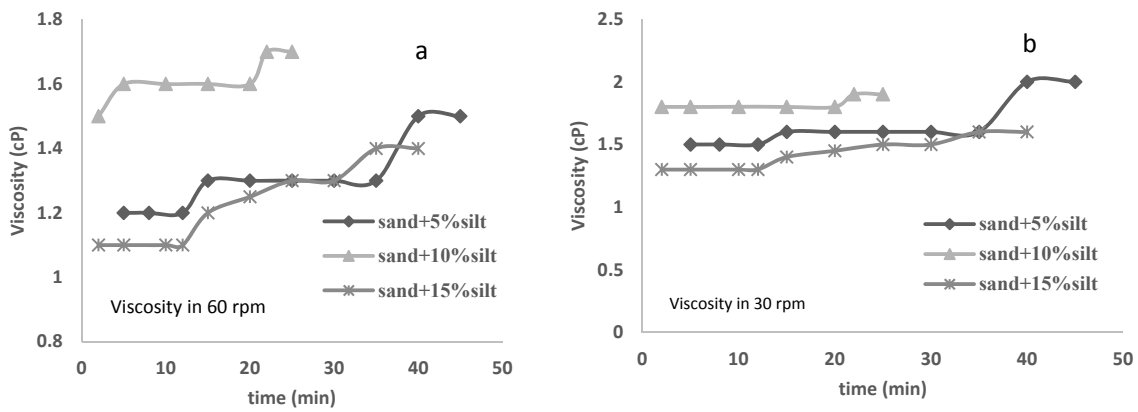 1.8
1.6
1.4
1.2
1
0.8
0
10
20
30
40
50
Viscosity (cP)
time (min)
a
sand+5%silt
sand+10%silt
sand+15%silt
Viscosity in 60 rpm
2.5
2
1.5
1
0.5
0
0
10
20
30
40
50
Viscosity (cP)
time (min)
b
sand+5%silt
sand+10%silt
sand+15%silt
Viscosity in 30 rpm